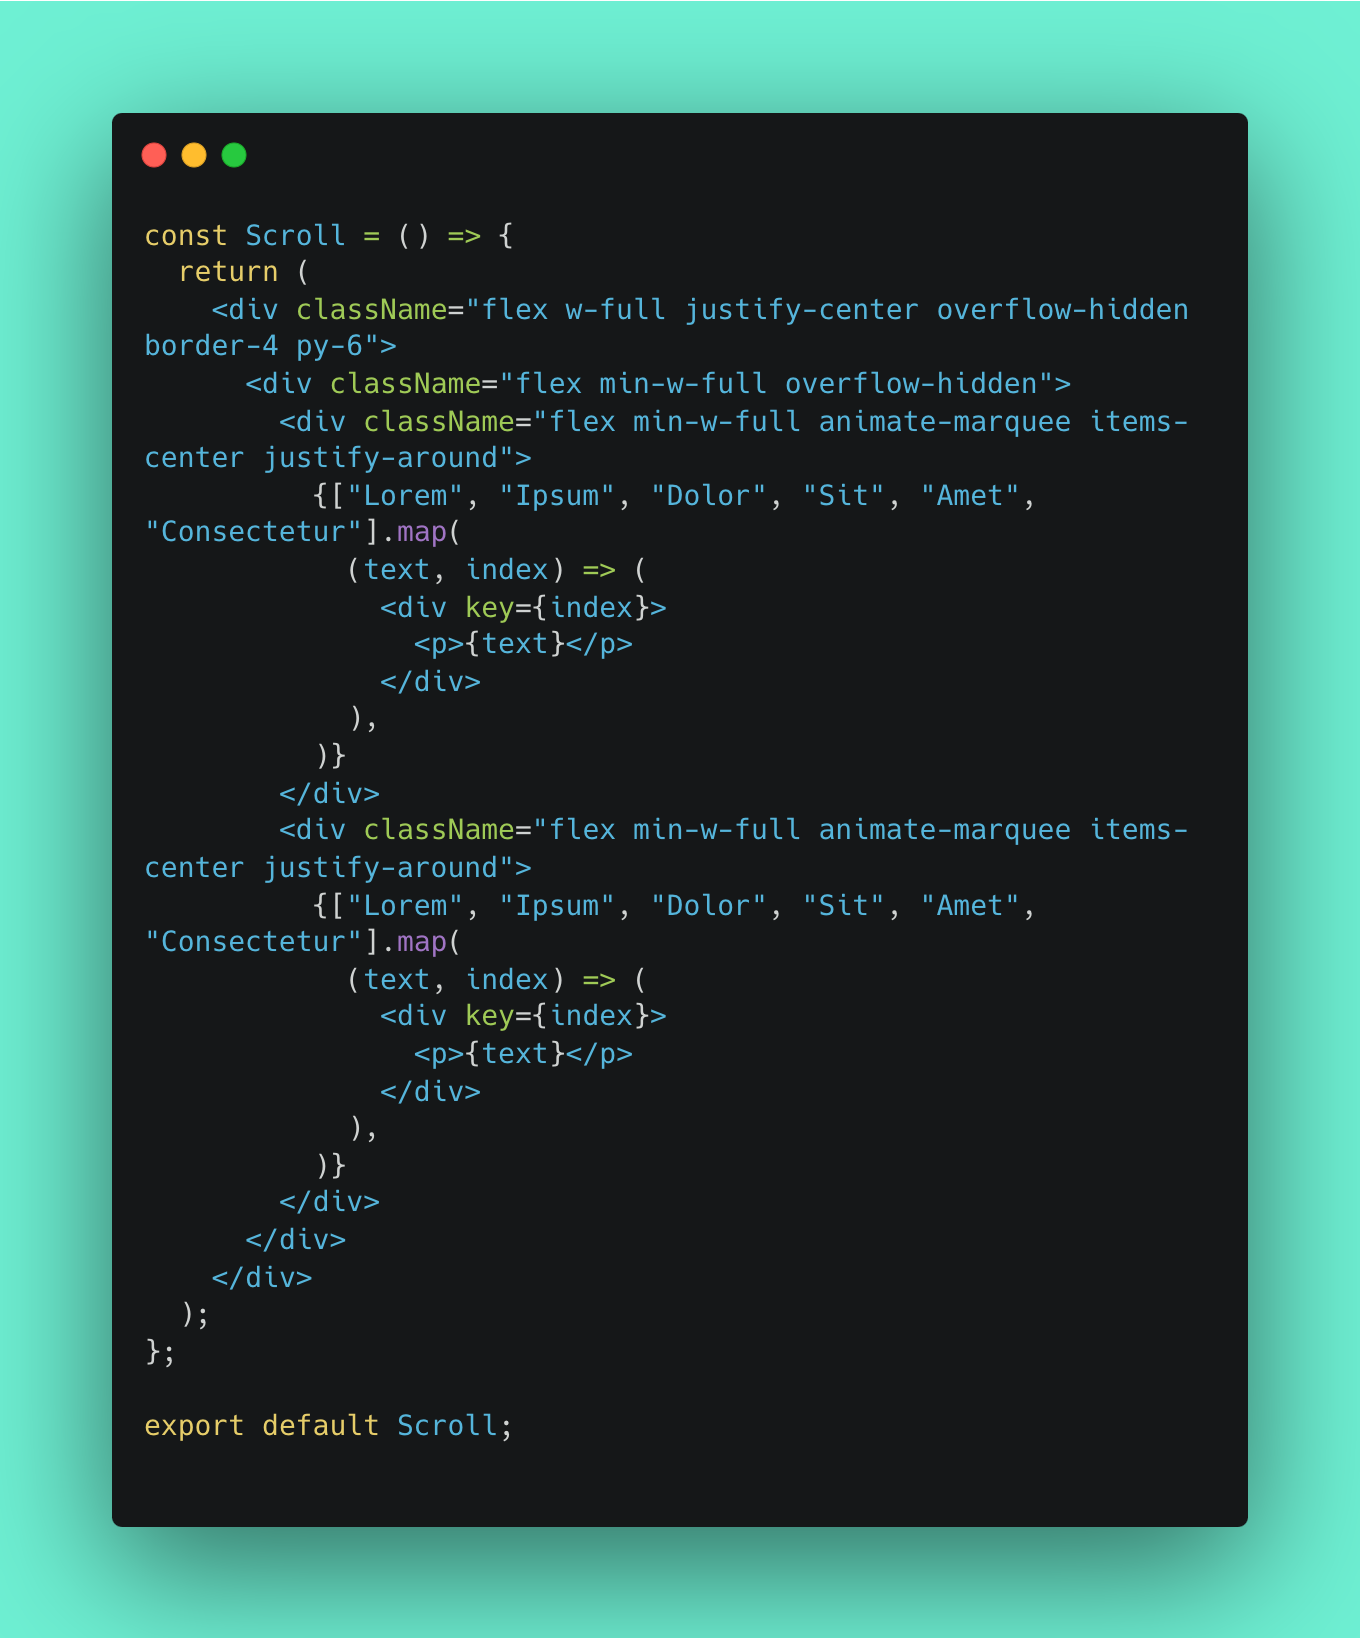 const Scroll = () => {
  return (
    <div className="flex w-full justify-center overflow-hidden
border-4 py-6">
      <div className="flex min-w-full overflow-hidden">
        <div className="flex min-w-full animate-marquee items-
center justify-around">
          {["Lorem", "Ipsum", "Dolor", "Sit", "Amet",
"Consectetur"].map(
            (text, index) => (
              <div key={index}>
                <p>{text}</p>
              </div>
            ),
          )}
        </div>
        <div className="flex min-w-full animate-marquee items-
center justify-around">
          {["Lorem", "Ipsum", "Dolor", "Sit", "Amet",
"Consectetur"].map(
            (text, index) => (
              <div key={index}>
                <p>{text}</p>
              </div>
            ),
          )}
        </div>
      </div>
    </div>
  );
};

export default Scroll;